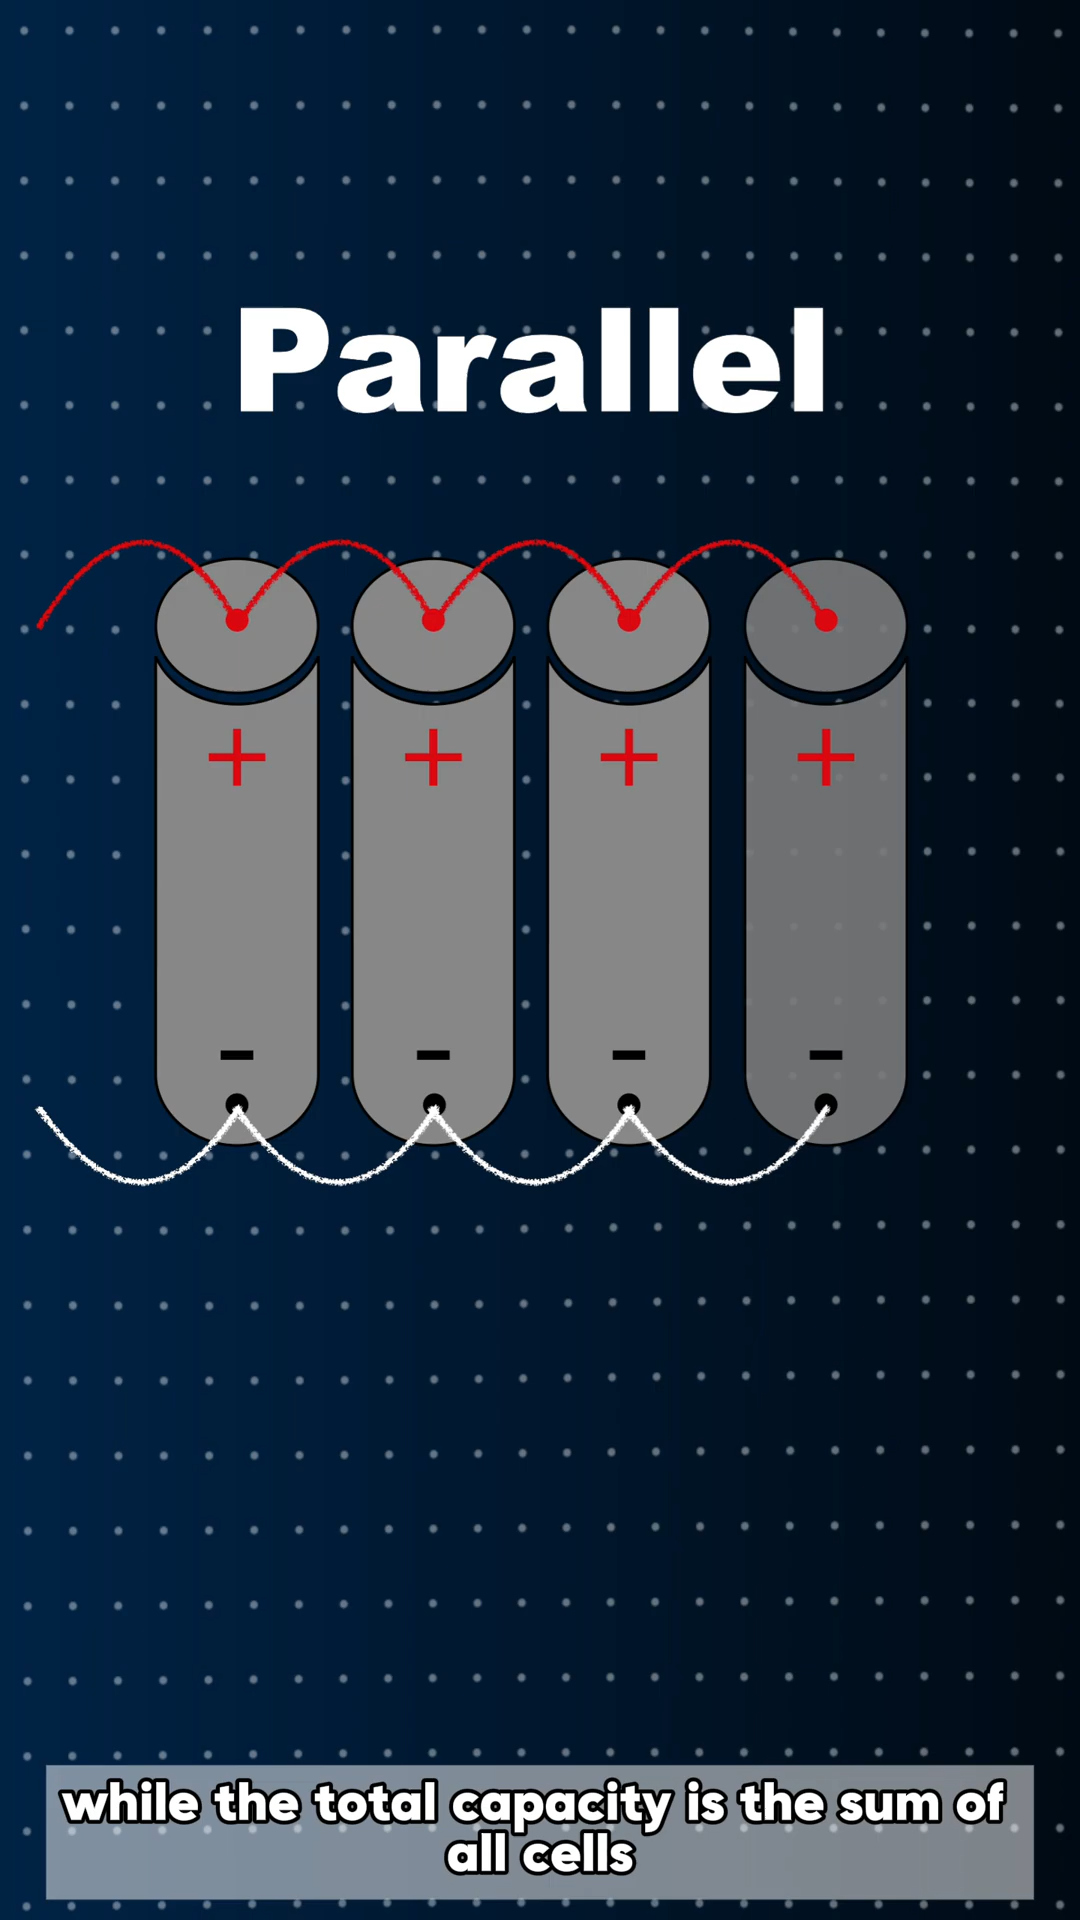 Parallel
+ + + +
- - - -
while the total capacity is the sum of
all cells